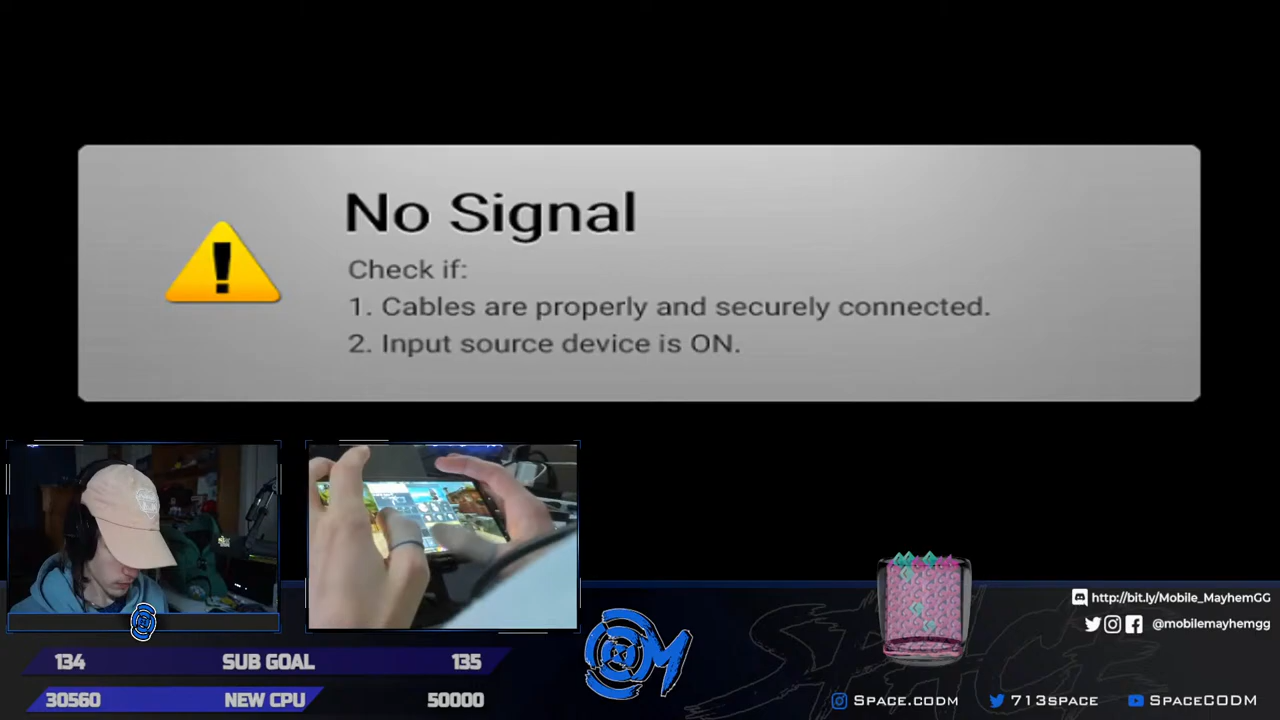 No Signal
Check if:
1. Cables are properly and securely connected.
2. Input source device is ON.
http://bit.ly/Mobile_MayhemGG
@mobilemayhemgg
134 SUB GOAL 135
30560 NEW CPU 50000
M
SPACE
Space.codm 713space SpaceCODM